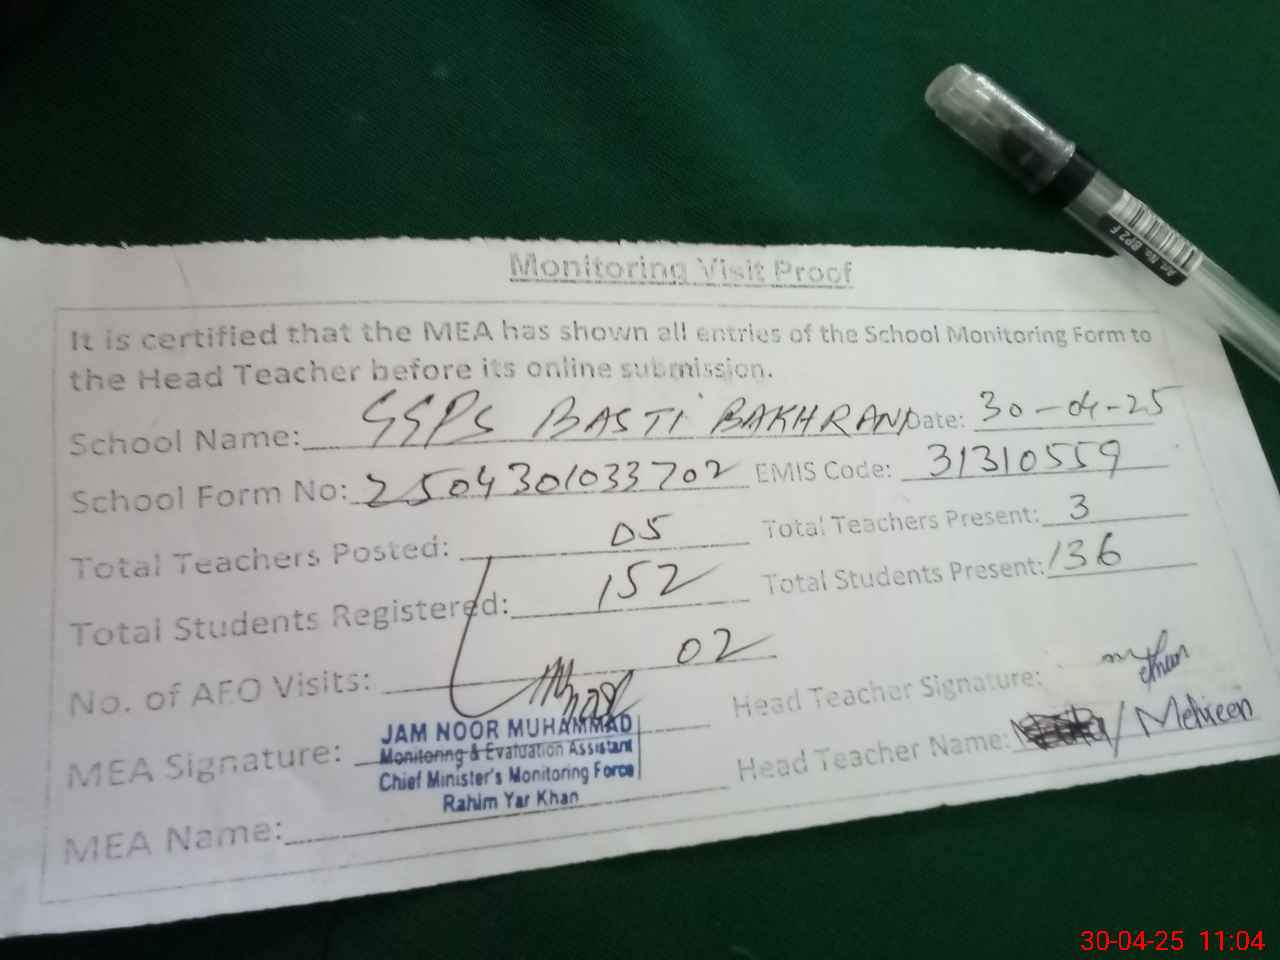 Monitoring Visit Proof
It is certified that the MEA has shown all entries of the School Monitoring Form to
the Head Teacher before its online submission.
School Name: GGPS BASTI BAKHRANI Date: 30-04-25
School Form No: 2504301033702 EMIS Code: 31310559
Total Teachers Posted: 05 Total Teachers Present: 3
Total Students Registered: 152 Total Students Present: 136
No. of AEO Visits: 02
Head Teacher Signature:
MEA Signature:
JAM NOOR MUHAMMAD
Monitoring & Evaluation Assistant
Chief Minister's Monitoring Force
Rahim Yar Khan
Head Teacher Name: / Mehreen
MEA Name:
Art No. BP2 F
30-04-25 11:04